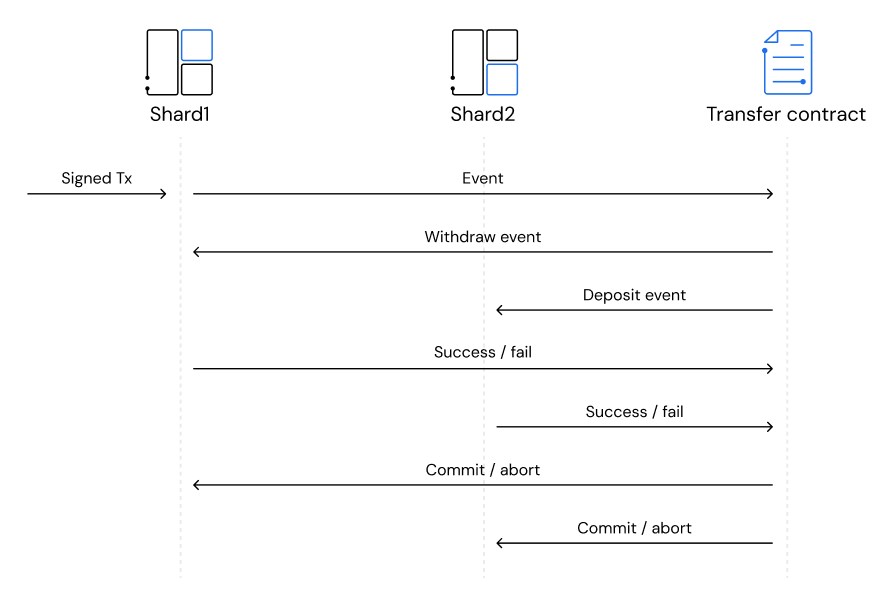 Shard1
Shard2
Transfer contract
Signed Tx
Event
Withdraw event
Deposit event
Success / fail
Success / fail
Commit / abort
Commit / abort